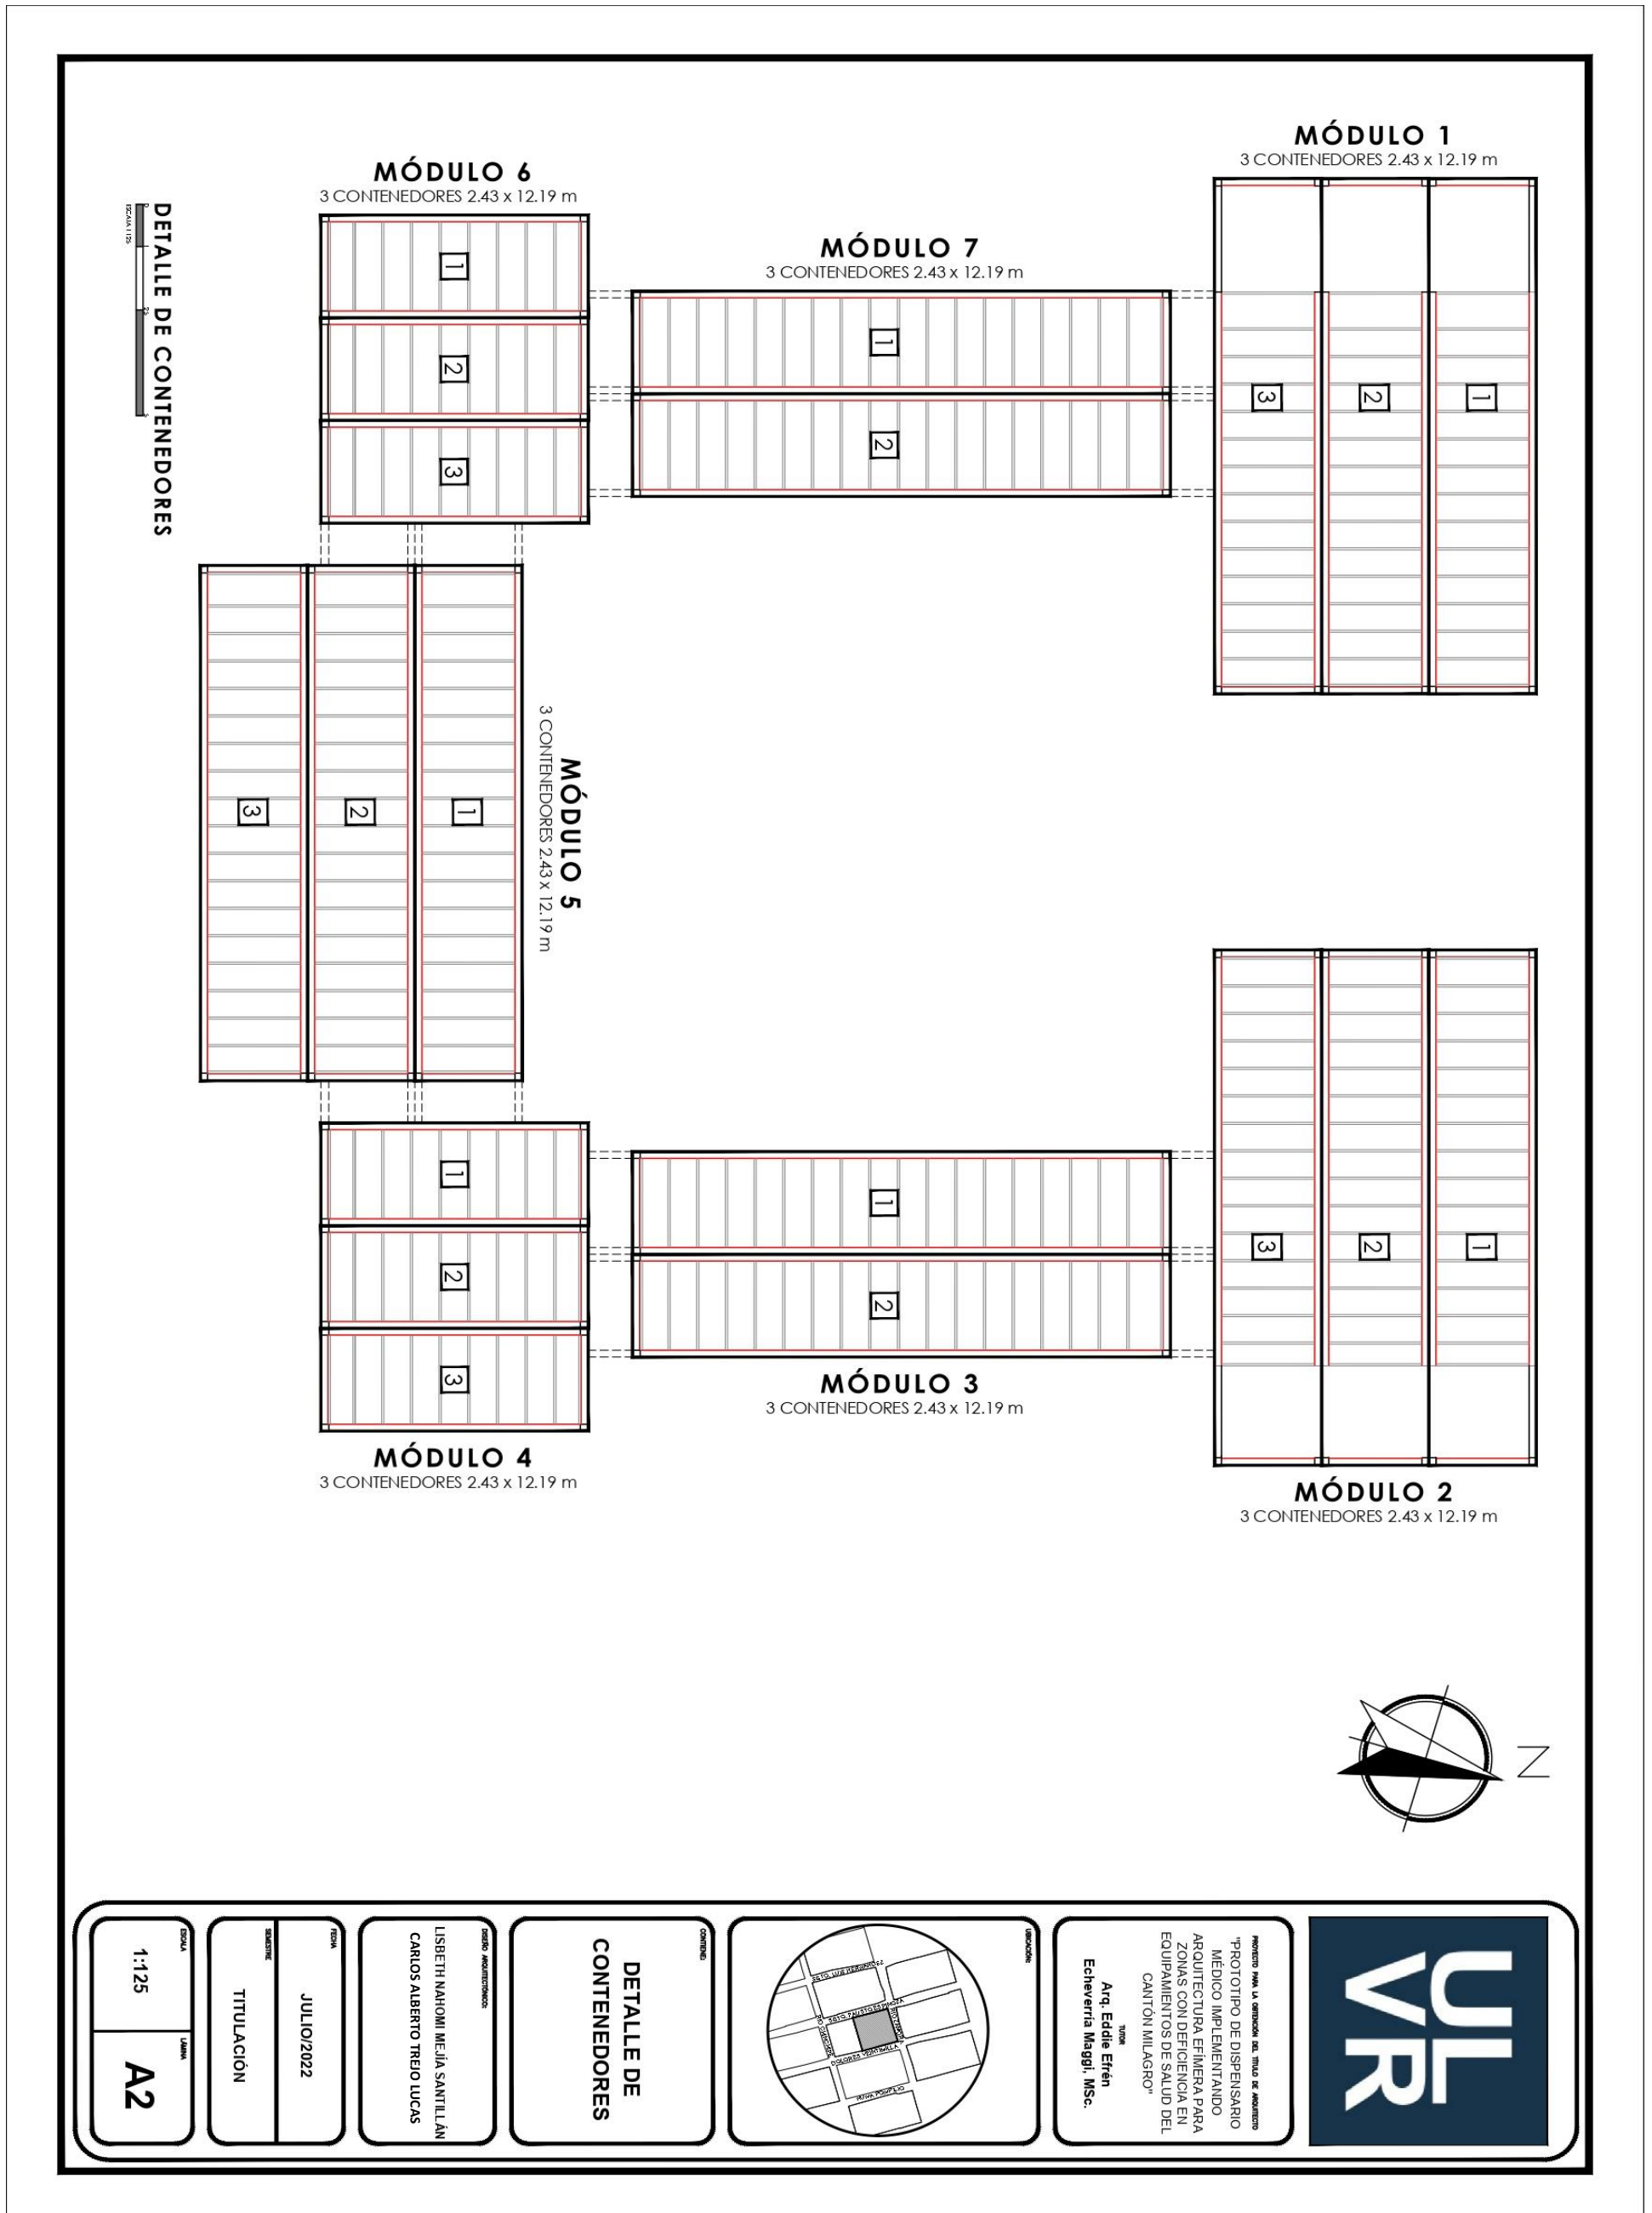 MÓDULO 1
3 CONTENEDORES 2.43 x 12.19 m
1
2
3
MÓDULO 6
3 CONTENEDORES 2.43 x 12.19 m
1
2
3
MÓDULO 7
3 CONTENEDORES 2.43 x 12.19 m
1
2
MÓDULO 5
3 CONTENEDORES 2.43 x 12.19 m
1
2
3
1
2
3
MÓDULO 4
3 CONTENEDORES 2.43 x 12.19 m
1
2
MÓDULO 3
3 CONTENEDORES 2.43 x 12.19 m
1
2
3
MÓDULO 2
3 CONTENEDORES 2.43 x 12.19 m
DETALLE DE CONTENEDORES
ESCALA 1:125
N
UL
VR
PROYECTO PARA LA OBTENCIÓN DEL TÍTULO DE ARQUITECTO
"PROTOTIPO DE DISPENSARIO
MÉDICO IMPLEMENTANDO
ARQUITECTURA EFÍMERA PARA
ZONAS CON DEFICIENCIA EN
EQUIPAMIENTOS DE SALUD DEL
CANTÓN MILAGRO"
TUTOR
Arq. Eddie Efrén
Echeverría Maggi, MSc.
UBICACIÓN:
CONTIENE:
DETALLE DE
CONTENEDORES
DISEÑO ARQUITECTÓNICO:
LISBETH NAHOMI MEJÍA SANTILLÁN
CARLOS ALBERTO TREJO LUCAS
FECHA
JULIO/2022
SEMESTRE
TITULACIÓN
ESCALA
1:125
LÁMINA
A2